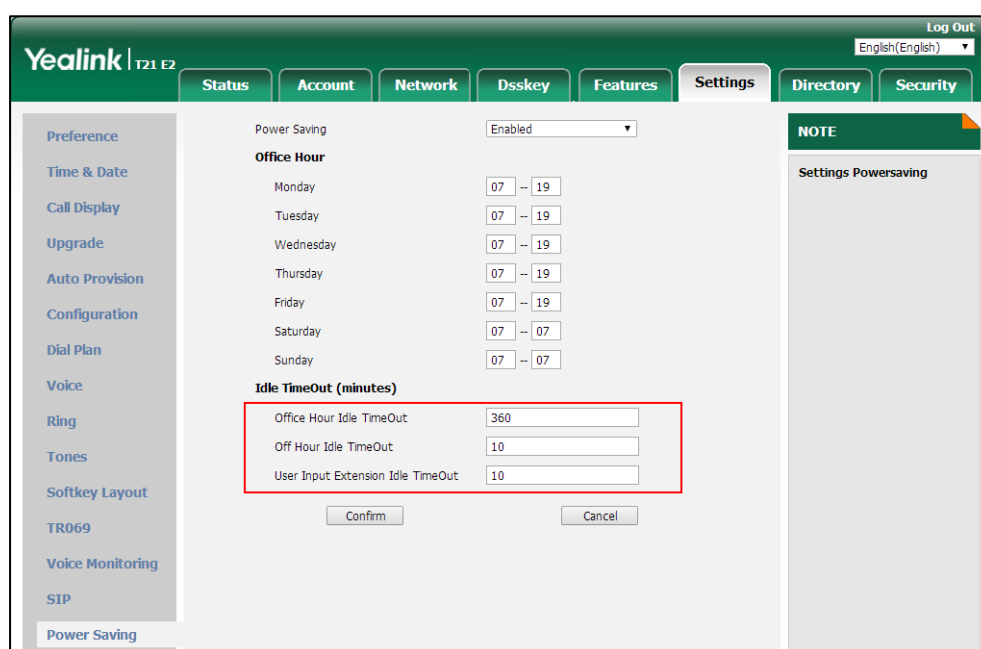 Log Out
English(English)
Yealink | T21 E2
Status Account Network Dsskey Features Settings Directory Security
Preference
Time & Date
Call Display
Upgrade
Auto Provision
Configuration
Dial Plan
Voice
Ring
Tones
Softkey Layout
TR069
Voice Monitoring
SIP
Power Saving
Power Saving Enabled
Office Hour
Monday 07 -- 19
Tuesday 07 -- 19
Wednesday 07 -- 19
Thursday 07 -- 19
Friday 07 -- 19
Saturday 07 -- 07
Sunday 07 -- 07
Idle TimeOut (minutes)
Office Hour Idle TimeOut 360
Off Hour Idle TimeOut 10
User Input Extension Idle TimeOut 10
Confirm Cancel
NOTE
Settings Powersaving